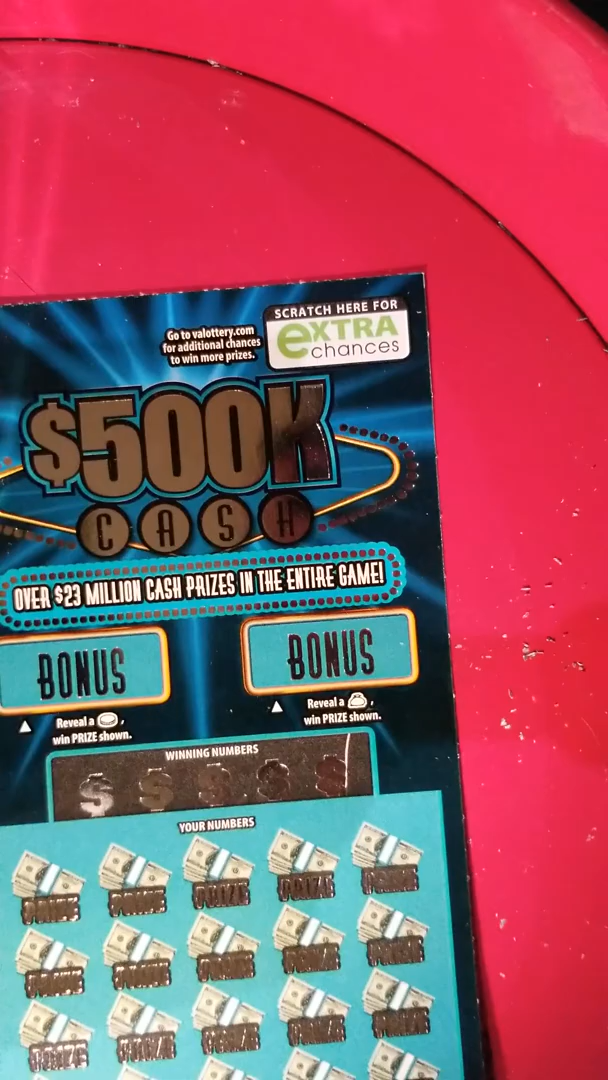 SCRATCH HERE FOR
eXTRA
chances
Go to valottery.com
for additional chances
to win more prizes.
$500K
CASH
OVER $23 MILLION CASH PRIZES IN THE ENTIRE GAME!
BONUS
BONUS
Reveal a
,
win PRIZE shown.
Reveal a
,
win PRIZE shown.
WINNING NUMBERS
$ $ $ $ $
YOUR NUMBERS
PRIZE PRIZE PRIZE PRIZE PRIZE
PRIZE PRIZE PRIZE PRIZE PRIZE
PRIZE PRIZE PRIZE PRIZE PRIZE